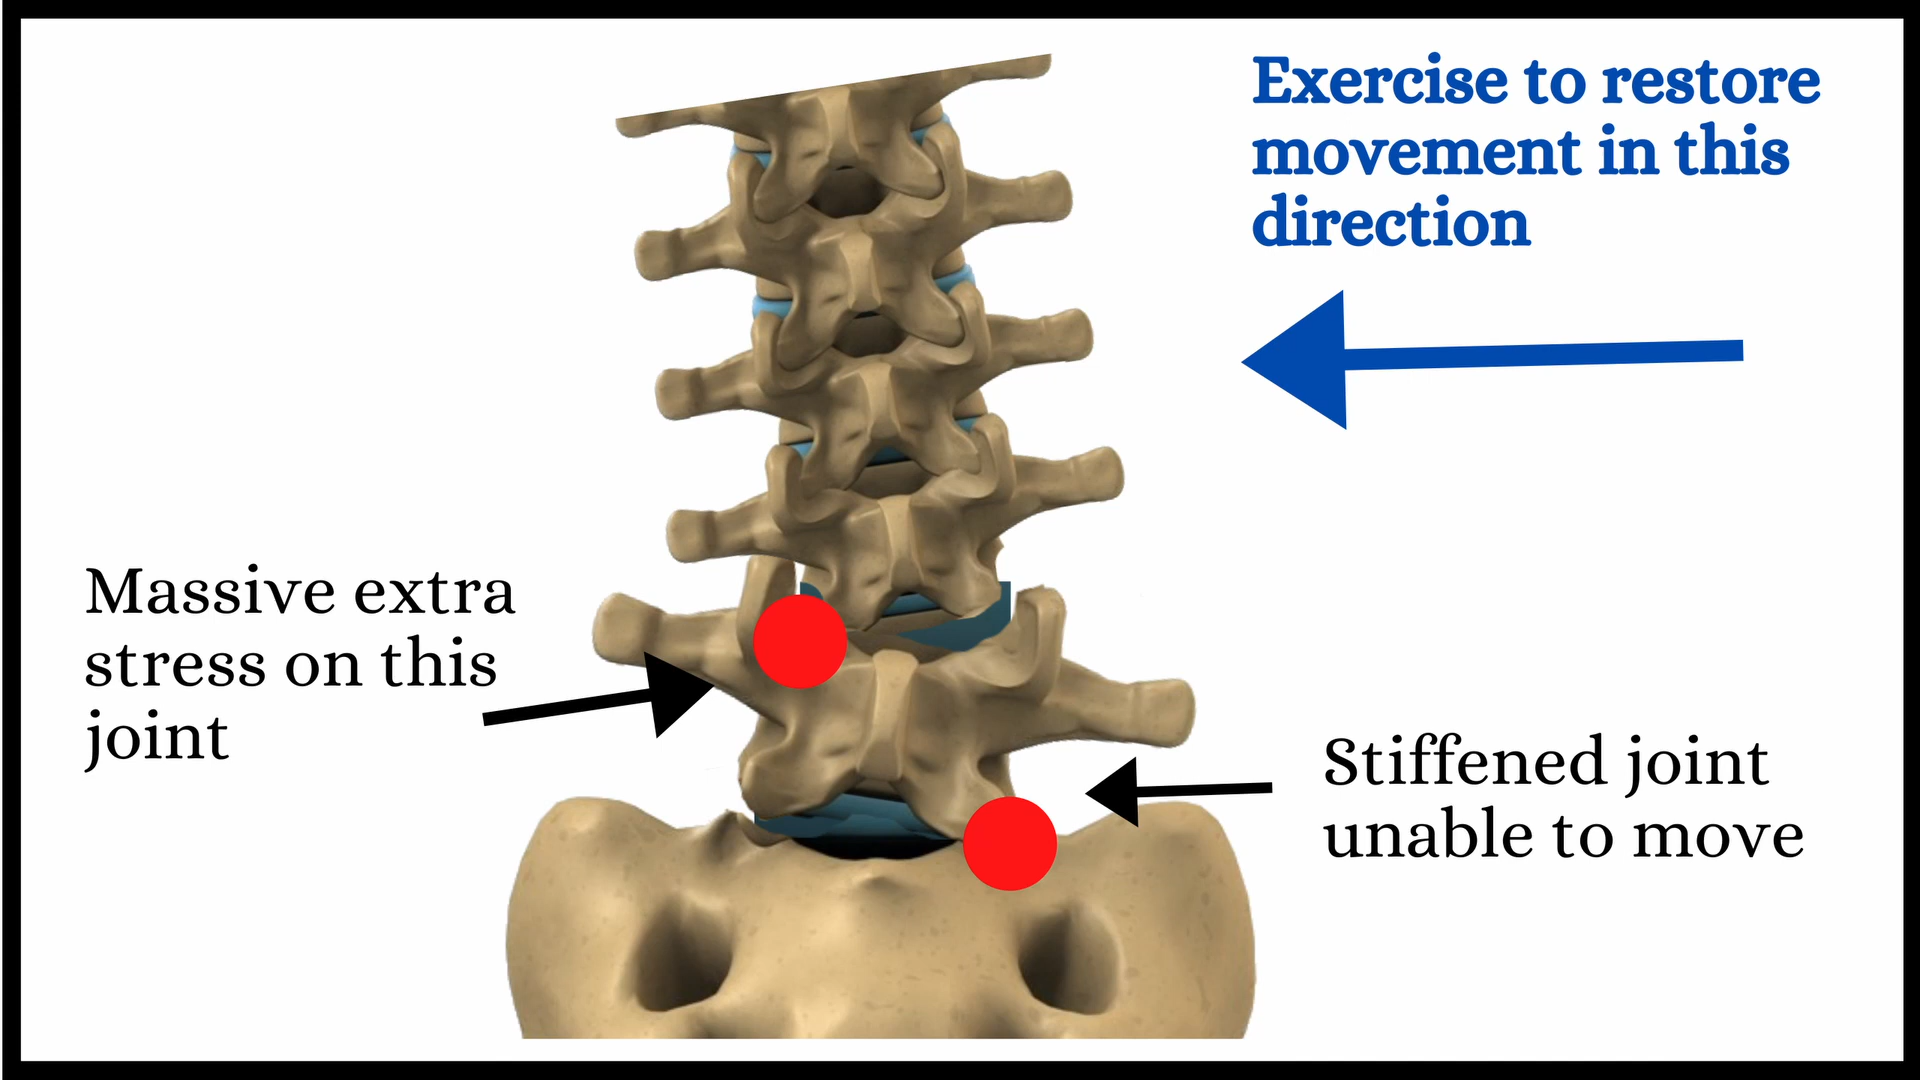 Exercise to restore
movement in this
direction
Massive extra
stress on this
joint
Stiffened joint
unable to move